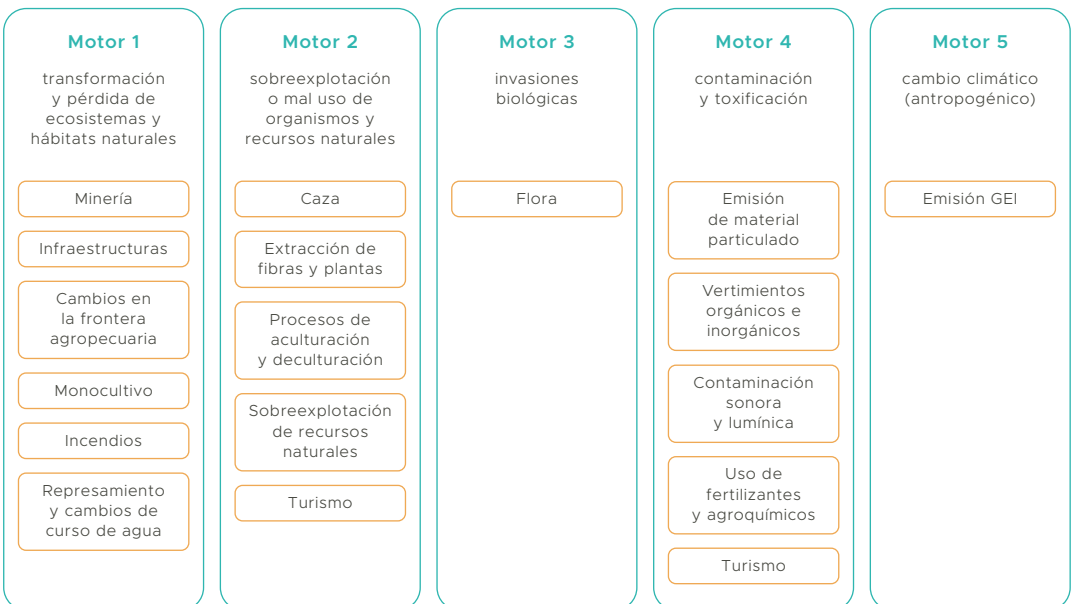 Motor 1
transformación
y pérdida de
ecosistemas y
hábitats naturales
Minería
Infraestructuras
Cambios en
la frontera
agropecuaria
Monocultivo
Incendios
Represamiento
y cambios de
curso de agua
Motor 2
sobreexplotación
o mal uso de
organismos y
recursos naturales
Caza
Extracción de
fibras y plantas
Procesos de
aculturación
y deculturación
Sobreexplotación
de recursos
naturales
Turismo
Motor 3
invasiones
biológicas
Flora
Motor 4
contaminación
y toxificación
Emisión
de material
particulado
Vertimientos
orgánicos e
inorgánicos
Contaminación
sonora
y lumínica
Uso de
fertilizantes
y agroquímicos
Turismo
Motor 5
cambio climático
(antropogénico)
Emisión GEI